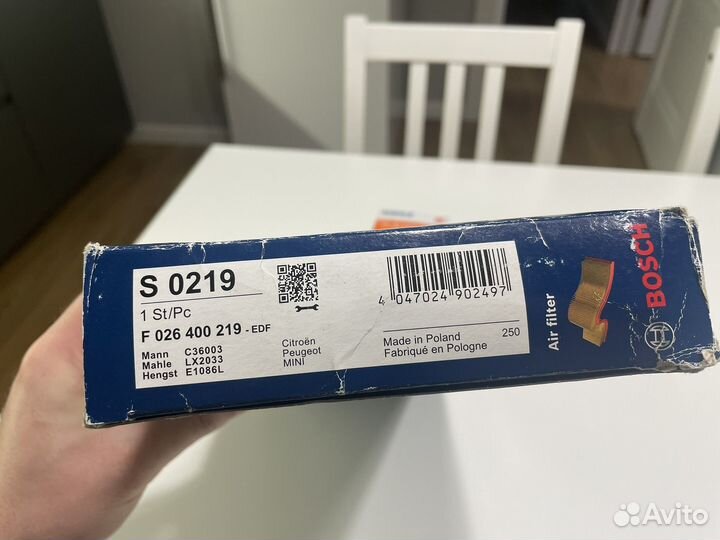 S 0219
1 St/Pc
F 026 400 219 - EDF
Mann C36003
Mahle LX2033
Hengst E1086L
Citroën
Peugeot
MINI
4 047024 902497
Made in Poland 250
Fabriqué en Pologne
Air filter
BOSCH
Avito